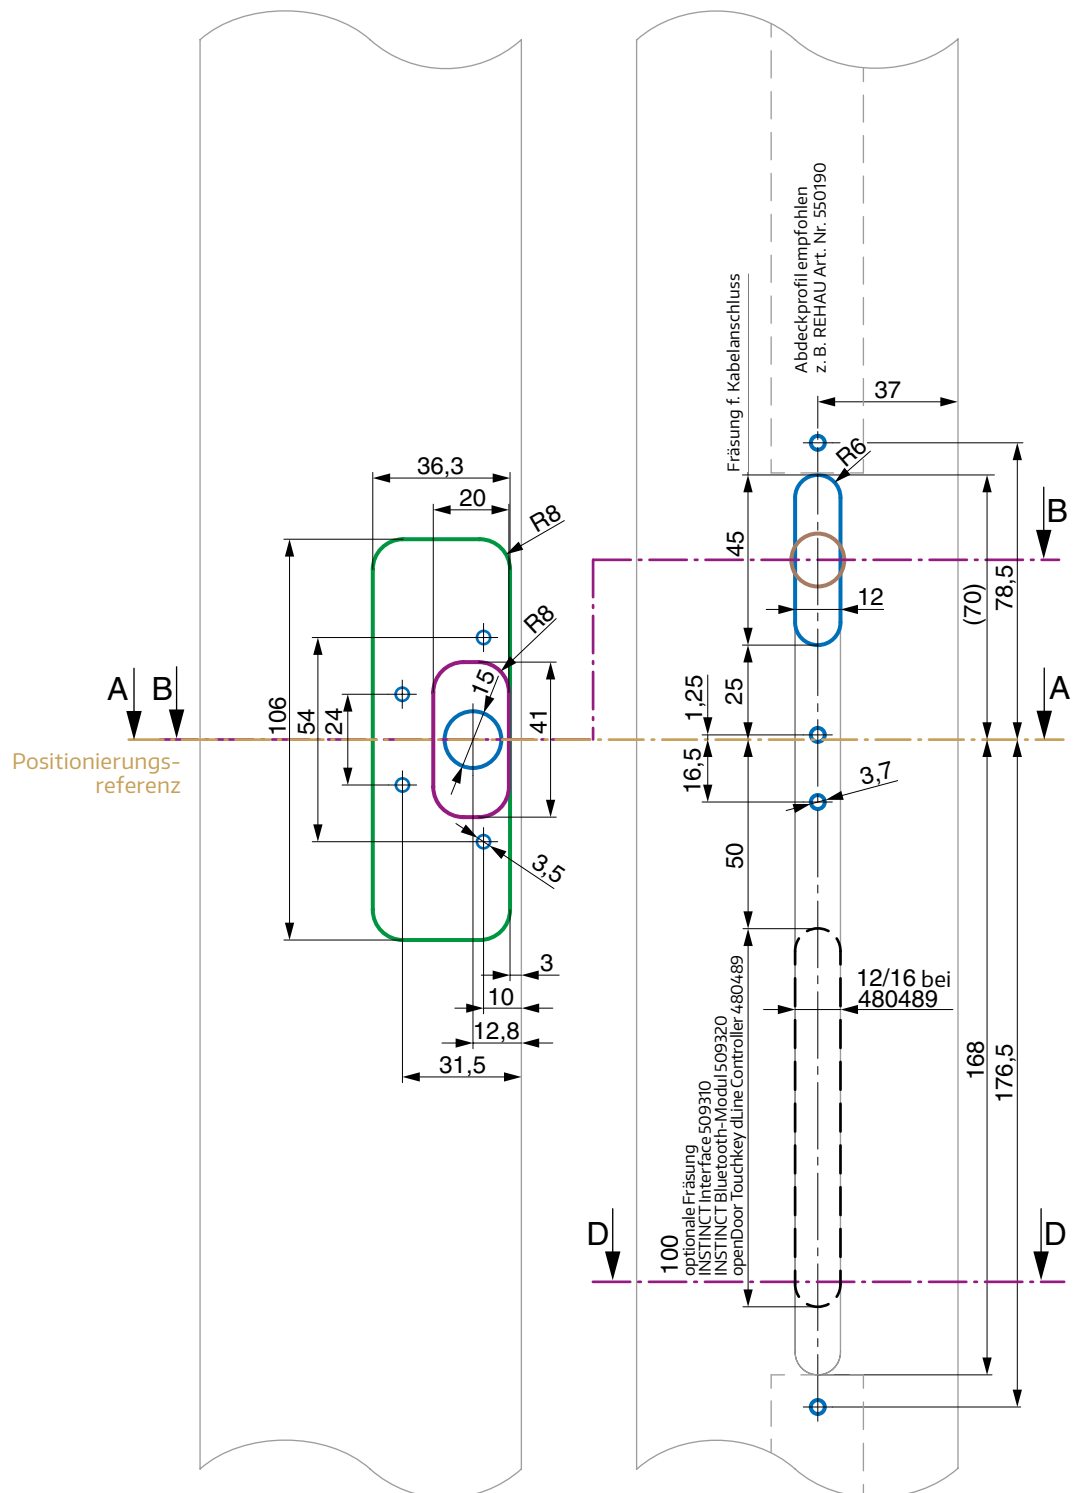 Abdeckprofil empfohlen
z. B. REHAU Art. Nr. 550190
Fräsung f. Kabelanschluss
37
R6
36,3
20
R8
B
45
(70)
78,5
12
R8
15
A
B
106
54
24
41
1,25
25
A
Positionierungs-
referenz
16,5
3,7
50
3,5
3
10
12,8
31,5
12/16 bei
480489
168
176,5
100
optionale Fräsung
INSTINCT Interface 509310
INSTINCT Bluetooth-Modul 509320
openDoor Touchkey dLine Controller 480489
D
D